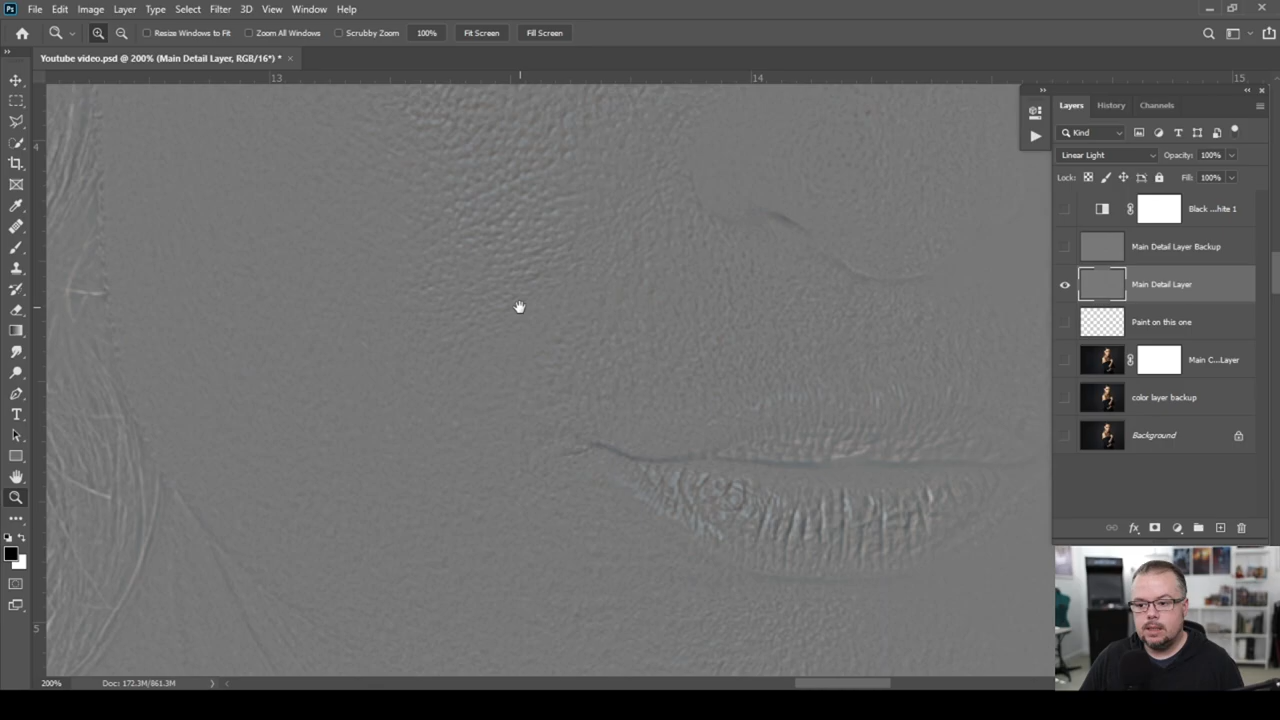 Ps File Edit Image Layer Type Select Filter 3D View Window Help
Resize Windows to Fit Zoom All Windows Scrubby Zoom 100% Fit Screen Fill Screen
Youtube video.psd @ 200% (Main Detail Layer, RGB/16*) *
13 14 15
4
5
Layers History Channels
Kind
Linear Light Opacity: 100%
Lock: Fill: 100%
Black ...hite 1
Main Detail Layer Backup
Main Detail Layer
Paint on this one
Main C...Layer
color layer backup
Background
200% Doc: 172.3M/861.3M